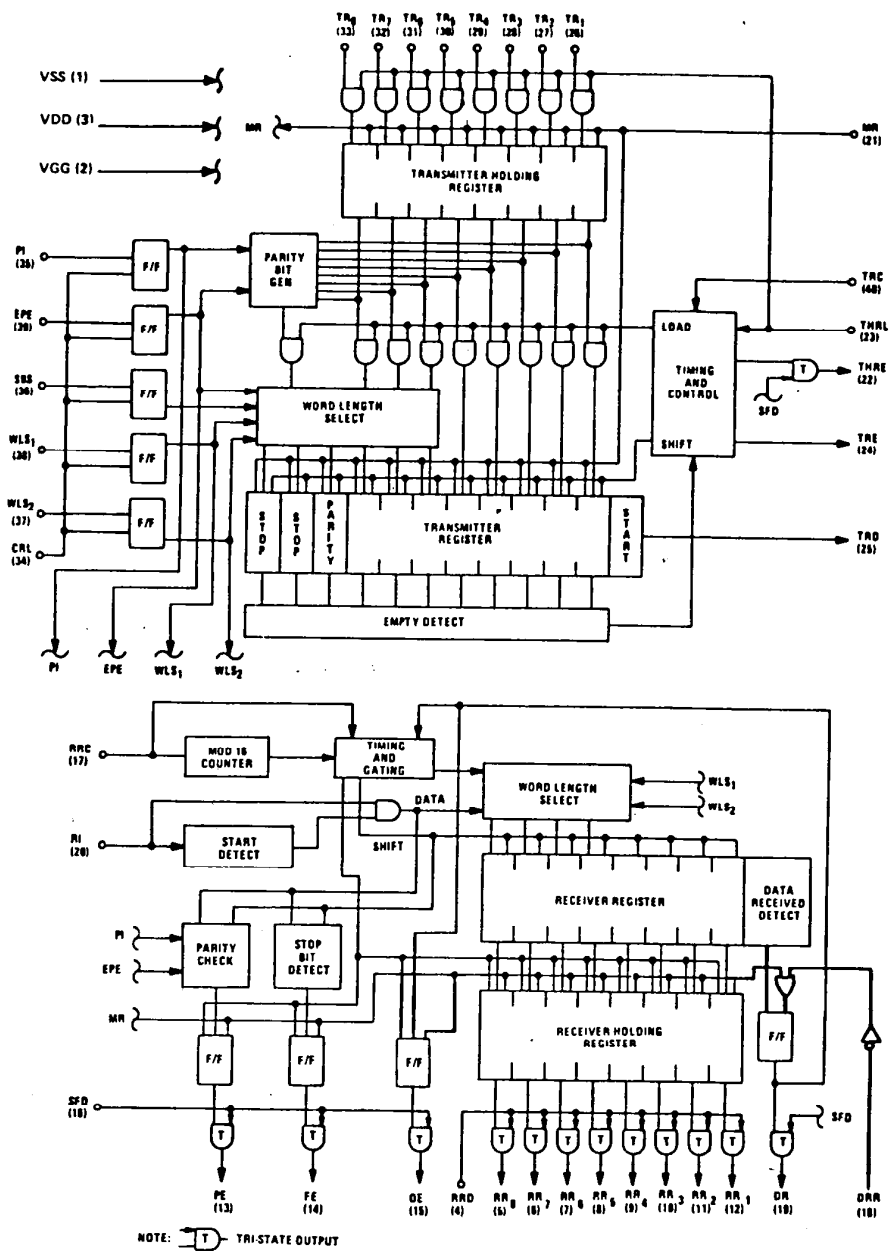 TR8 TR7 TR6 TR5 TR4 TR3 TR2 TR1
(33) (32) (31) (30) (29) (28) (27) (26)
VSS (1)
VDD (3)
VGG (2)
MR
MR
(21)
TRANSMITTER HOLDING
REGISTER
PI
(35)
F/F
PARITY
BIT
GEN
TRC
(40)
EPE
(39)
F/F
LOAD
THRL
(23)
TIMING
AND
CONTROL
T
THRE
(22)
SFD
SBS
(36)
F/F
WORD LENGTH
SELECT
SHIFT
TRE
(24)
WLS1
(38)
F/F
WLS2
(37)
F/F
CRL
(34)
STOP
STOP
PARITY
TRANSMITTER
REGISTER
START
TRO
(25)
EMPTY DETECT
PI
EPE
WLS1
WLS2
RRC
(17)
MOD 16
COUNTER
TIMING
AND
GATING
WORD LENGTH
SELECT
WLS1
WLS2
DATA
RI
(20)
START
DETECT
SHIFT
RECEIVER REGISTER
DATA
RECEIVED
DETECT
PI
EPE
PARITY
CHECK
STOP
BIT
DETECT
MR
F/F
F/F
F/F
RECEIVER HOLDING
REGISTER
F/F
SFD
(16)
T
T
T
T T T T T T T T
T
SFD
PE
(13)
FE
(14)
OE
(15)
RRD
(4)
RR8 RR7 RR6 RR5 RR4 RR3 RR2 RR1
(5) (6) (7) (8) (9) (10) (11) (12)
DR
(19)
DRR
(18)
NOTE: T TRI-STATE OUTPUT